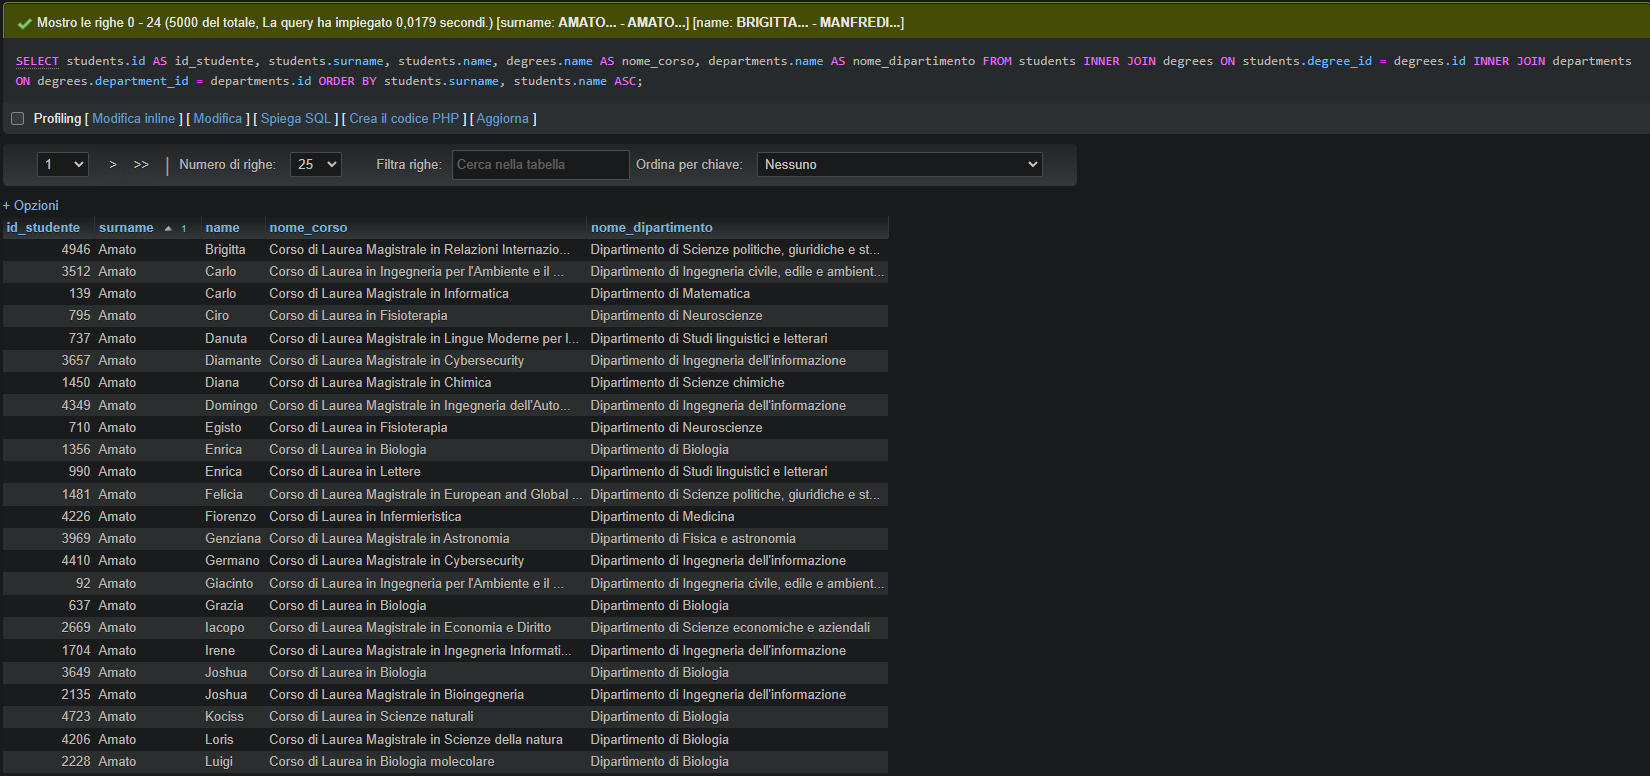 Mostro le righe 0 - 24 (5000 del totale, La query ha impiegato 0,0179 secondi.) [surname: AMATO... - AMATO...] [name: BRIGITTA... - MANFREDI...]
SELECT students.id AS id_studente, students.surname, students.name, degrees.name AS nome_corso, departments.name AS nome_dipartimento FROM students INNER JOIN degrees ON students.degree_id = degrees.id INNER JOIN departments
ON degrees.department_id = departments.id ORDER BY students.surname, students.name ASC;
Profiling [ Modifica inline ] [ Modifica ] [ Spiega SQL ] [ Crea il codice PHP ] [ Aggiorna ]
1 > >> | Numero di righe: 25 Filtra righe: Cerca nella tabella Ordina per chiave: Nessuno
+ Opzioni
id_studente surname 1 name nome_corso nome_dipartimento
4946 Amato Brigitta Corso di Laurea Magistrale in Relazioni Internazio... Dipartimento di Scienze politiche, giuridiche e st...
3512 Amato Carlo Corso di Laurea in Ingegneria per l'Ambiente e il ... Dipartimento di Ingegneria civile, edile e ambient...
139 Amato Carlo Corso di Laurea Magistrale in Informatica Dipartimento di Matematica
795 Amato Ciro Corso di Laurea in Fisioterapia Dipartimento di Neuroscienze
737 Amato Danuta Corso di Laurea Magistrale in Lingue Moderne per l... Dipartimento di Studi linguistici e letterari
3657 Amato Diamante Corso di Laurea Magistrale in Cybersecurity Dipartimento di Ingegneria dell'informazione
1450 Amato Diana Corso di Laurea Magistrale in Chimica Dipartimento di Scienze chimiche
4349 Amato Domingo Corso di Laurea Magistrale in Ingegneria dell'Auto... Dipartimento di Ingegneria dell'informazione
710 Amato Egisto Corso di Laurea in Fisioterapia Dipartimento di Neuroscienze
1356 Amato Enrica Corso di Laurea in Biologia Dipartimento di Biologia
990 Amato Enrica Corso di Laurea in Lettere Dipartimento di Studi linguistici e letterari
1481 Amato Felicia Corso di Laurea Magistrale in European and Global ... Dipartimento di Scienze politiche, giuridiche e st...
4226 Amato Fiorenzo Corso di Laurea in Infermieristica Dipartimento di Medicina
3969 Amato Genziana Corso di Laurea Magistrale in Astronomia Dipartimento di Fisica e astronomia
4410 Amato Germano Corso di Laurea Magistrale in Cybersecurity Dipartimento di Ingegneria dell'informazione
92 Amato Giacinto Corso di Laurea in Ingegneria per l'Ambiente e il ... Dipartimento di Ingegneria civile, edile e ambient...
637 Amato Grazia Corso di Laurea in Biologia Dipartimento di Biologia
2669 Amato Iacopo Corso di Laurea Magistrale in Economia e Diritto Dipartimento di Scienze economiche e aziendali
1704 Amato Irene Corso di Laurea Magistrale in Ingegneria Informati... Dipartimento di Ingegneria dell'informazione
3649 Amato Joshua Corso di Laurea in Biologia Dipartimento di Biologia
2135 Amato Joshua Corso di Laurea Magistrale in Bioingegneria Dipartimento di Ingegneria dell'informazione
4723 Amato Kociss Corso di Laurea in Scienze naturali Dipartimento di Biologia
4206 Amato Loris Corso di Laurea Magistrale in Scienze della natura Dipartimento di Biologia
2228 Amato Luigi Corso di Laurea in Biologia molecolare Dipartimento di Biologia